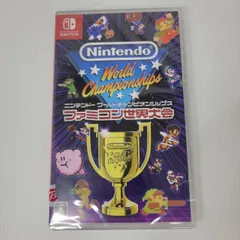 NINTENDO
SWITCH
Nintendo
World Championships
ニンテンドー ワールドチャンピオンシップス
ファミコン世界大会